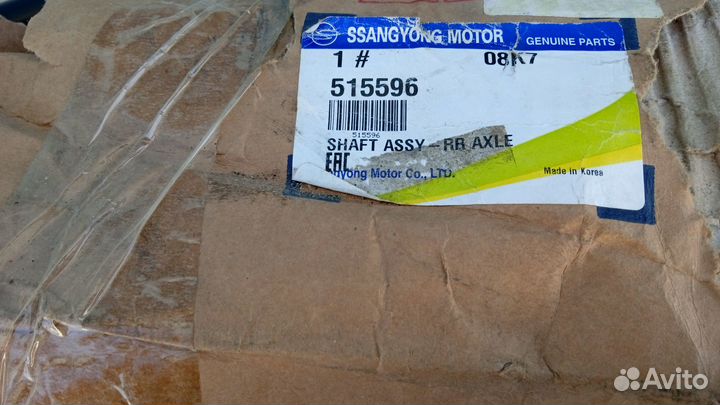 SSANGYONG MOTOR GENUINE PARTS
1 # 08K7
515596
515596
SHAFT ASSY-RR AXLE
EAC
yong Motor Co., LTD. Made in Korea
Avito